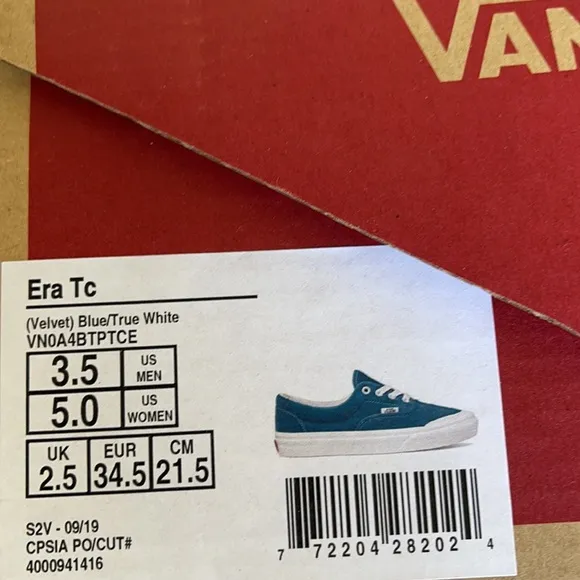 VAN
Era Tc
(Velvet) Blue/True White
VN0A4BTPTCE
3.5 US MEN
5.0 US WOMEN
UK 2.5 EUR 34.5 CM 21.5
S2V - 09/19
CPSIA PO/CUT#
4000941416
7 72204 28202 4